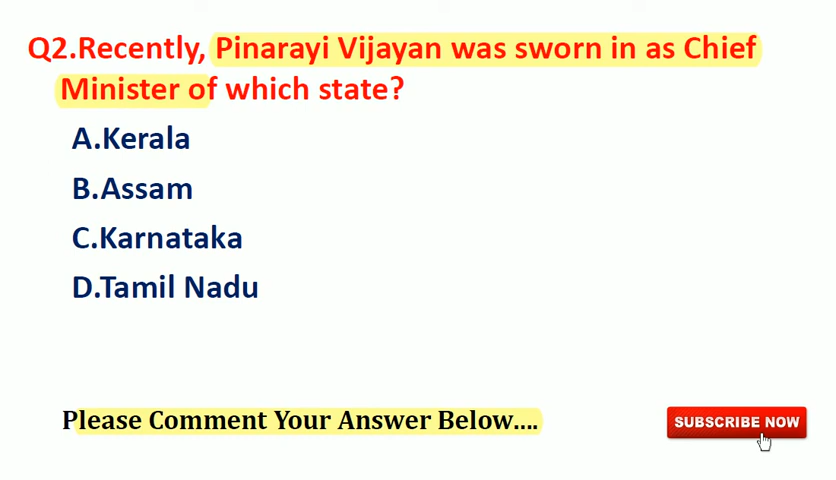 Q2.Recently, Pinarayi Vijayan was sworn in as Chief
Minister of which state?
A.Kerala
B.Assam
C.Karnataka
D.Tamil Nadu
Please Comment Your Answer Below....
SUBSCRIBE NOW